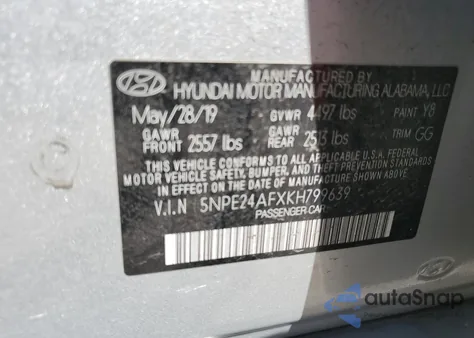 MANUFACTURED BY
HYUNDAI MOTOR MANUFACTURING ALABAMA, LLC
May/28/19 GVWR 4497 lbs PAINT Y8
GAWR FRONT 2557 lbs GAWR REAR 2513 lbs TRIM GG
THIS VEHICLE CONFORMS TO ALL APPLICABLE U.S.A. FEDERAL
MOTOR VEHICLE SAFETY, BUMPER, AND THEFT PREVENTION STANDARDS
IN EFFECT ON THE DATE OF MANUFACTURE SHOWN ABOVE.
V.I.N 5NPE24AFXKH799639
PASSENGER CAR
autoSnap